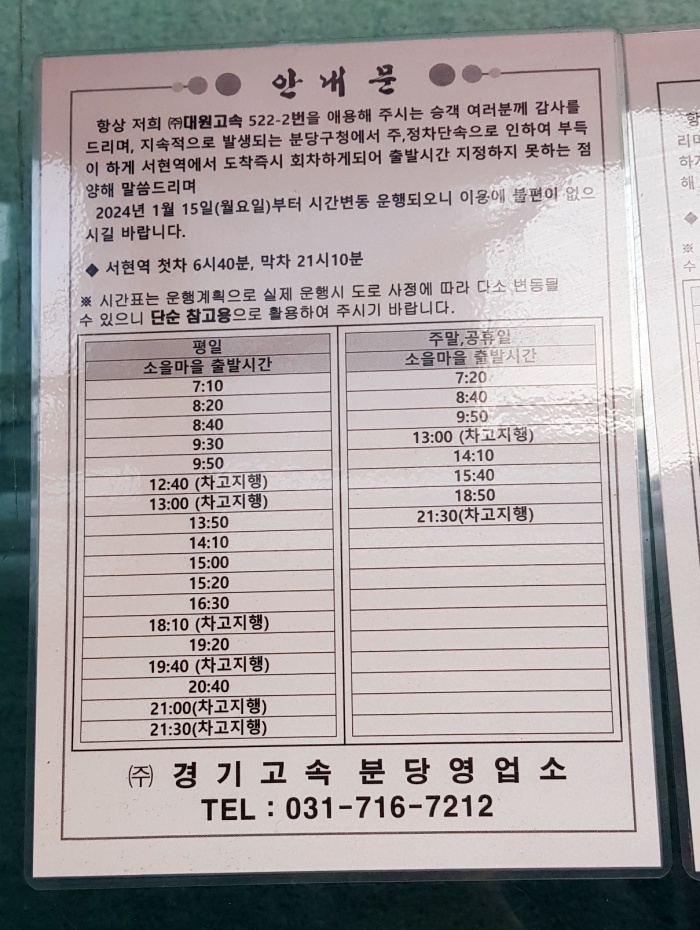 안 내 문
항상 저희 ㈜대원고속 522-2번을 애용해 주시는 승객 여러분께 감사를
드리며, 지속적으로 발생되는 분당구청에서 주,정차단속으로 인하여 부득
이 하게 서현역에서 도착즉시 회차하게되어 출발시간 지정하지 못하는 점
양해 말씀드리며
2024년 1월 15일(월요일)부터 시간변동 운행되오니 이용에 불편이 없으
시길 바랍니다.
◆ 서현역 첫차 6시40분, 막차 21시10분
※ 시간표는 운행계획으로 실제 운행시 도로 사정에 따라 다소 변동될
수 있으니 단순 참고용으로 활용하여 주시기 바랍니다.
평일
소을마을 출발시간
7:10
8:20
8:40
9:30
9:50
12:40 (차고지행)
13:00 (차고지행)
13:50
14:10
15:00
15:20
16:30
18:10 (차고지행)
19:20
19:40 (차고지행)
20:40
21:00(차고지행)
21:30(차고지행)
주말,공휴일
소을마을 출발시간
7:20
8:40
9:50
13:00 (차고지행)
14:10
15:40
18:50
21:30(차고지행)
㈜ 경 기 고 속 분 당 영 업 소
TEL : 031-716-7212
항
리며
하게
해
◆
※
수